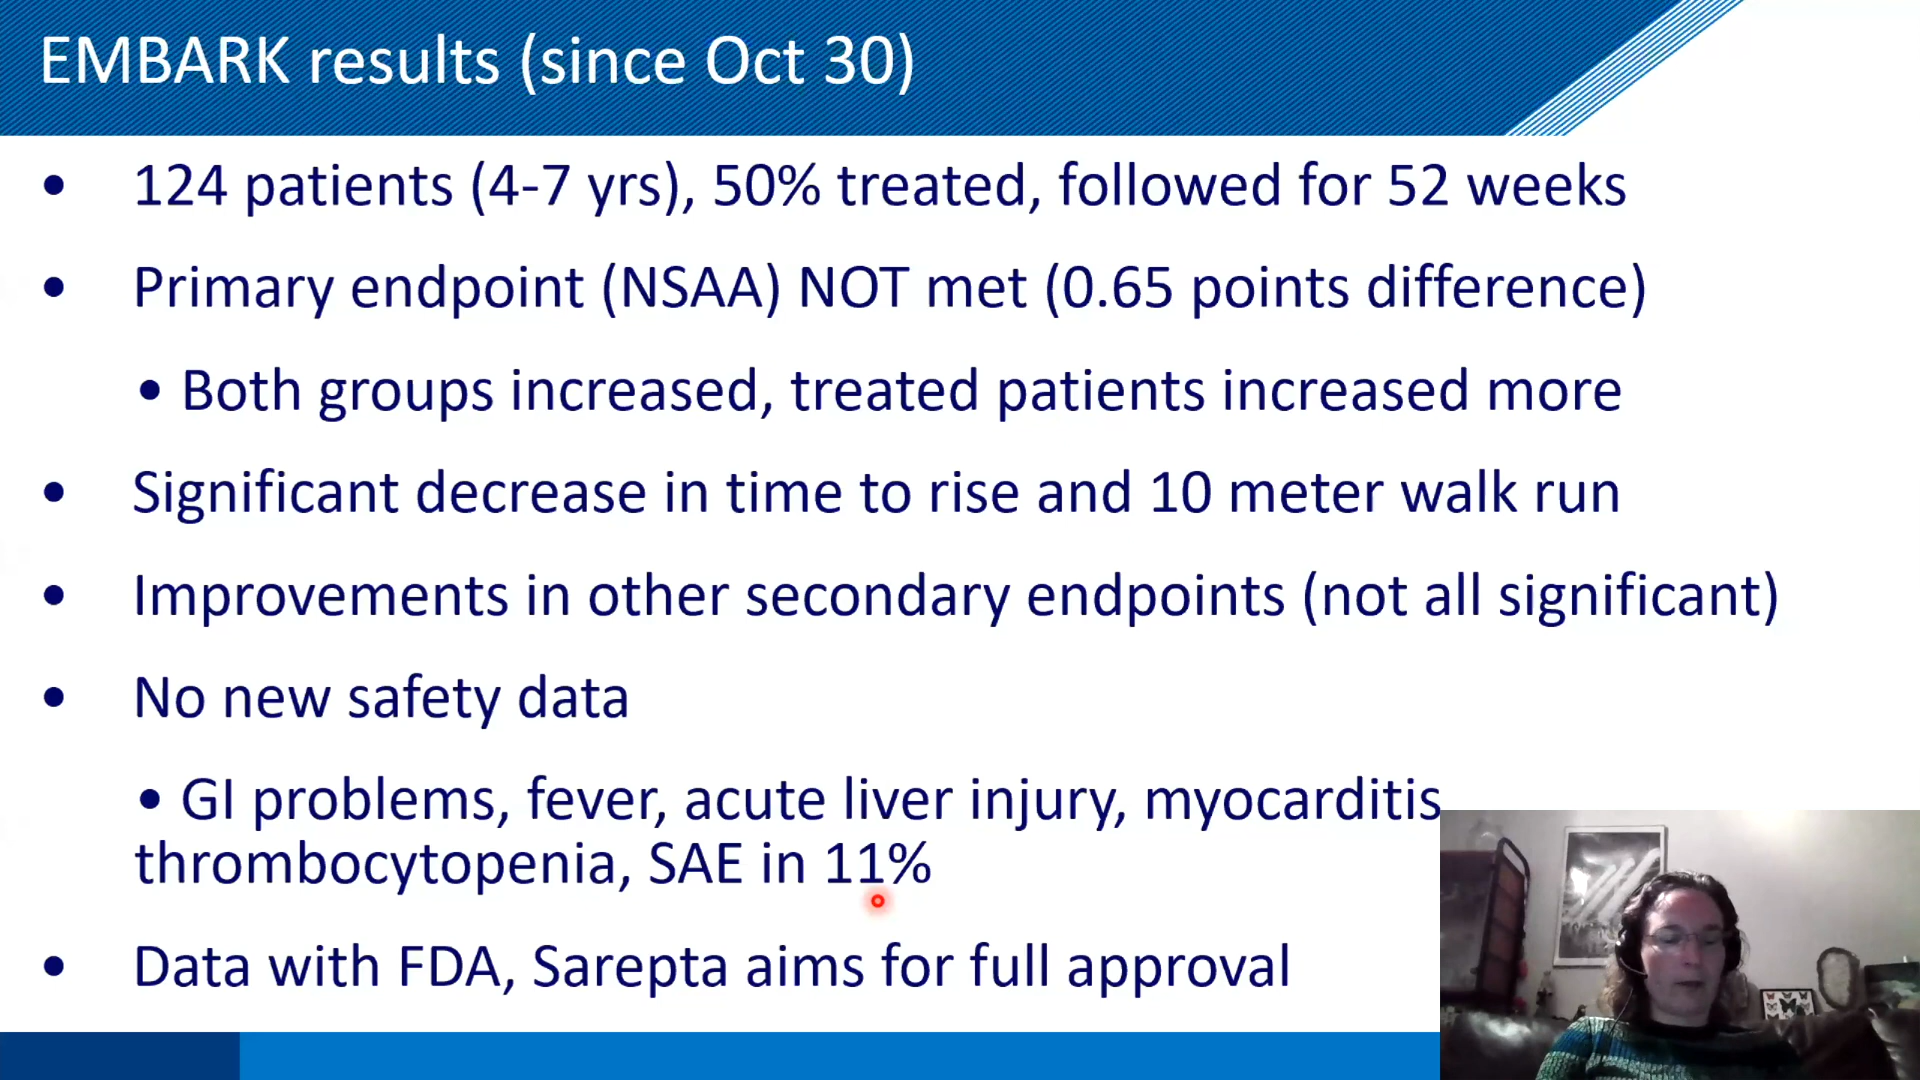 EMBARK results (since Oct 30)
• 124 patients (4-7 yrs), 50% treated, followed for 52 weeks
• Primary endpoint (NSAA) NOT met (0.65 points difference)
• Both groups increased, treated patients increased more
• Significant decrease in time to rise and 10 meter walk run
• Improvements in other secondary endpoints (not all significant)
• No new safety data
• GI problems, fever, acute liver injury, myocarditis
thrombocytopenia, SAE in 11%
• Data with FDA, Sarepta aims for full approval